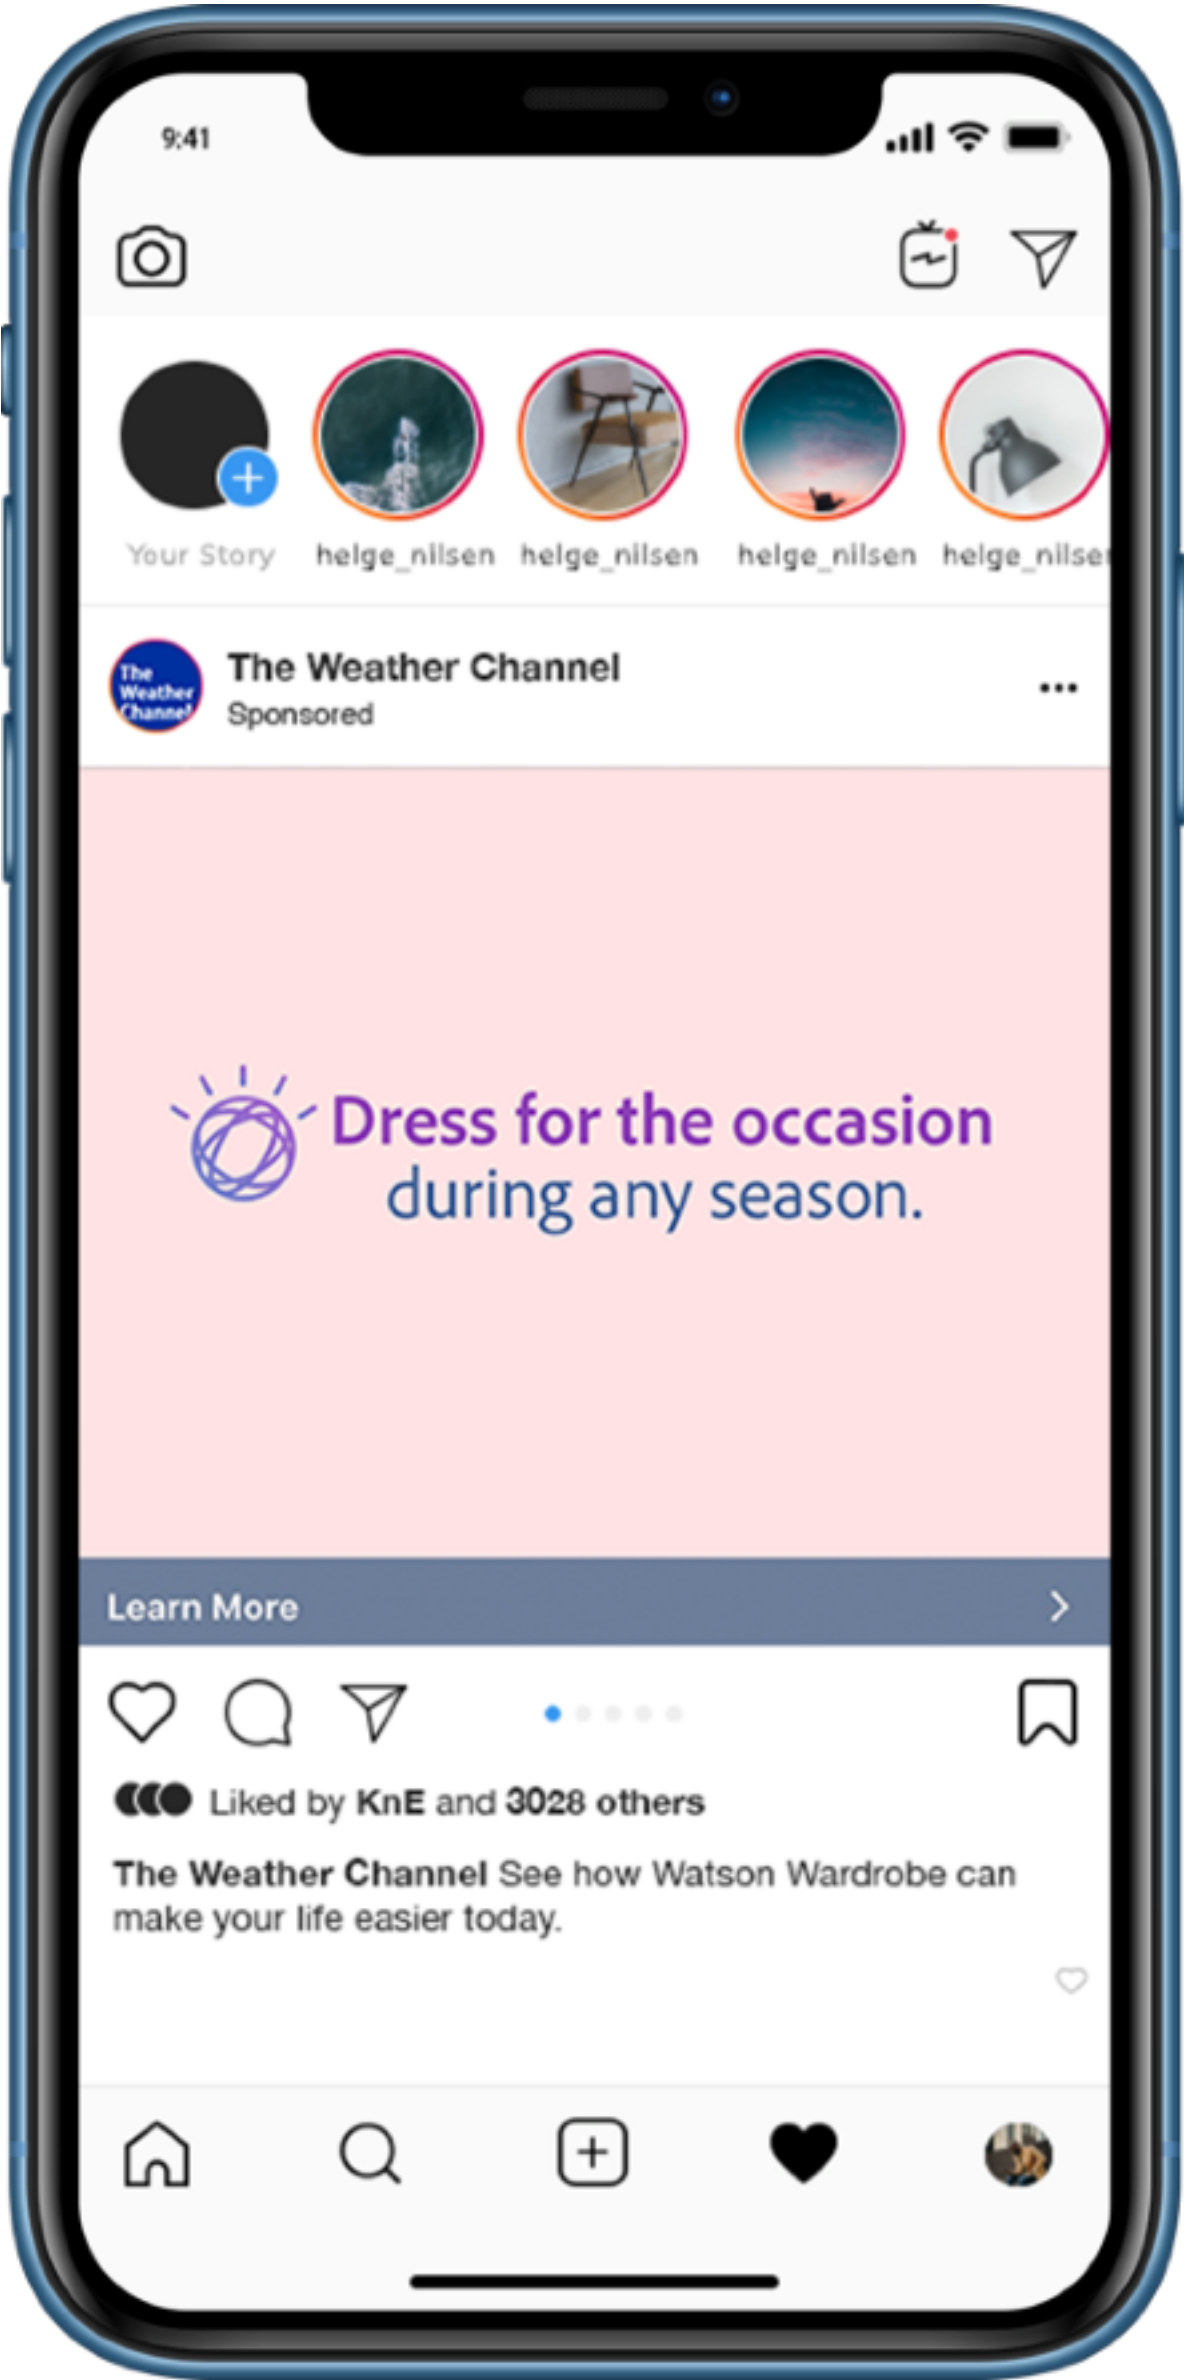 9:41
Your Story
helge_nilsen
helge_nilsen
helge_nilsen
helge_nilse
The Weather Channel
Sponsored
The
Weather
Channel
Dress for the occasion
during any season.
Learn More
Liked by KnE and 3028 others
The Weather Channel See how Watson Wardrobe can
make your life easier today.